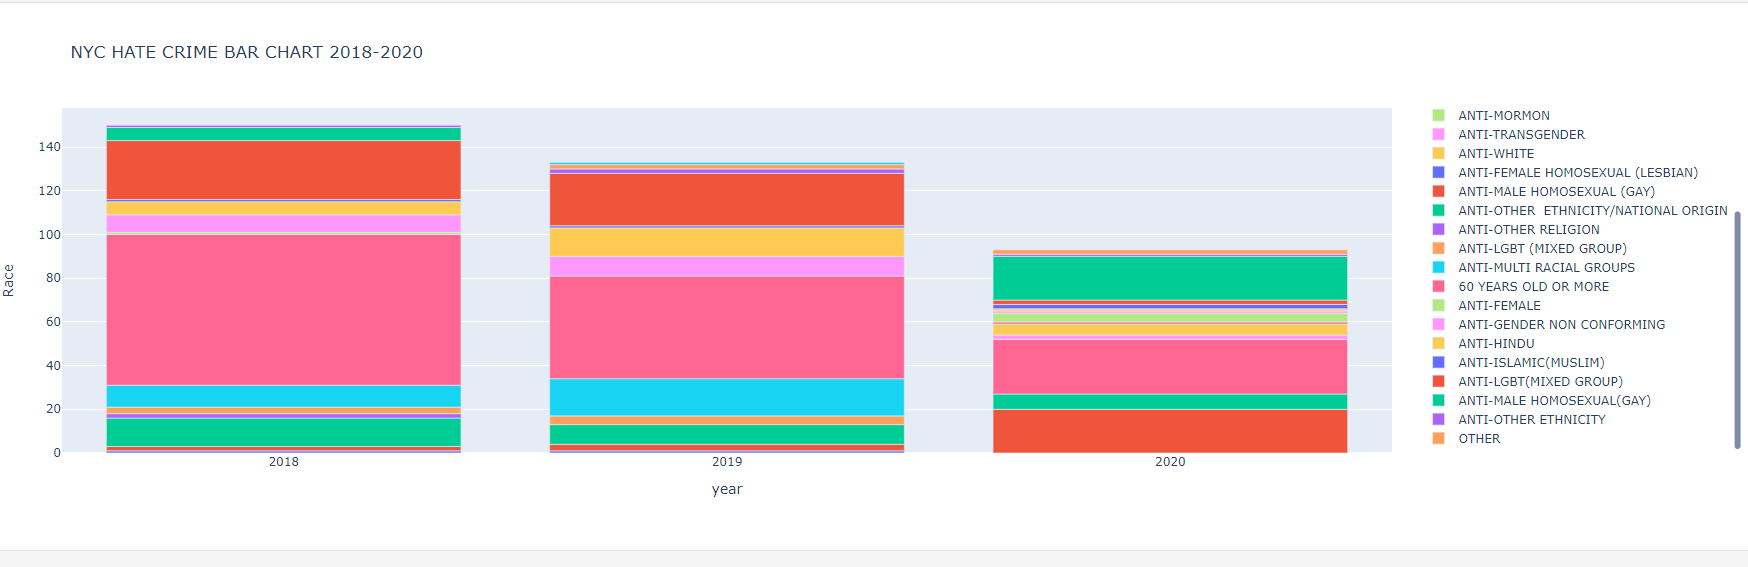 NYC HATE CRIME BAR CHART 2018-2020
Race
140
120
100
80
60
40
20
0
2018
2019
2020
year
ANTI-MORMON
ANTI-TRANSGENDER
ANTI-WHITE
ANTI-FEMALE HOMOSEXUAL (LESBIAN)
ANTI-MALE HOMOSEXUAL (GAY)
ANTI-OTHER  ETHNICITY/NATIONAL ORIGIN
ANTI-OTHER RELIGION
ANTI-LGBT (MIXED GROUP)
ANTI-MULTI RACIAL GROUPS
60 YEARS OLD OR MORE
ANTI-FEMALE
ANTI-GENDER NON CONFORMING
ANTI-HINDU
ANTI-ISLAMIC(MUSLIM)
ANTI-LGBT(MIXED GROUP)
ANTI-MALE HOMOSEXUAL(GAY)
ANTI-OTHER ETHNICITY
OTHER